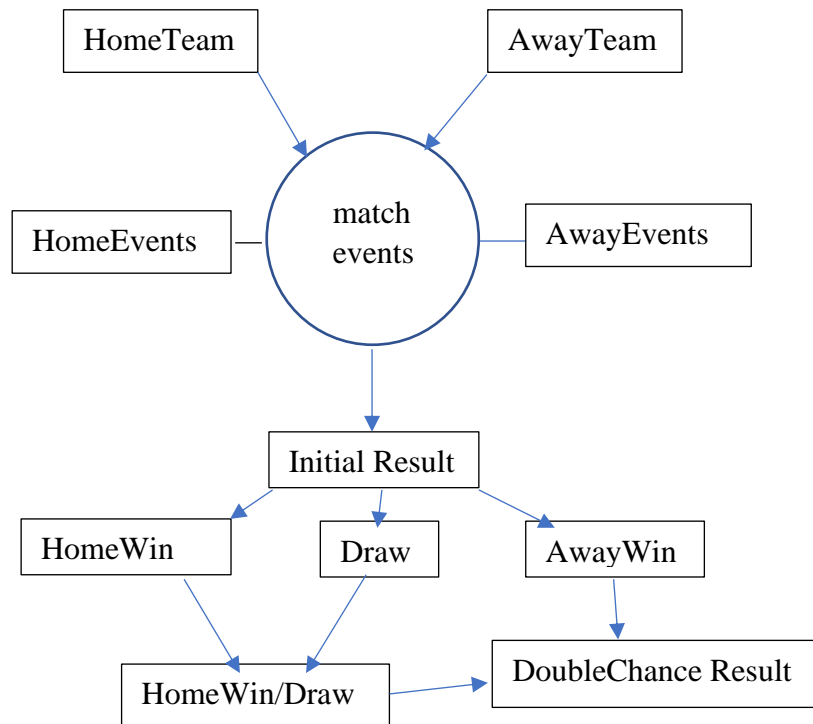 HomeTeam
AwayTeam
match
events
HomeEvents
AwayEvents
Initial Result
HomeWin
Draw
AwayWin
HomeWin/Draw
DoubleChance Result